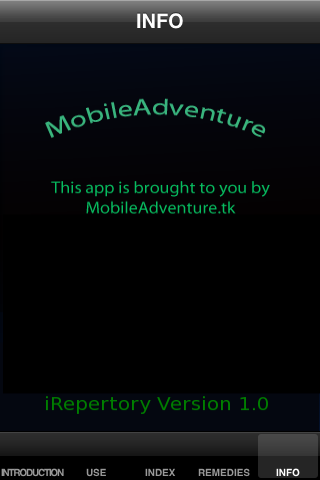 INFO
MobileAdventure
This app is brought to you by
MobileAdventure.tk
iRepertory Version 1.0
INTRODUCTION USE INDEX REMEDIES INFO